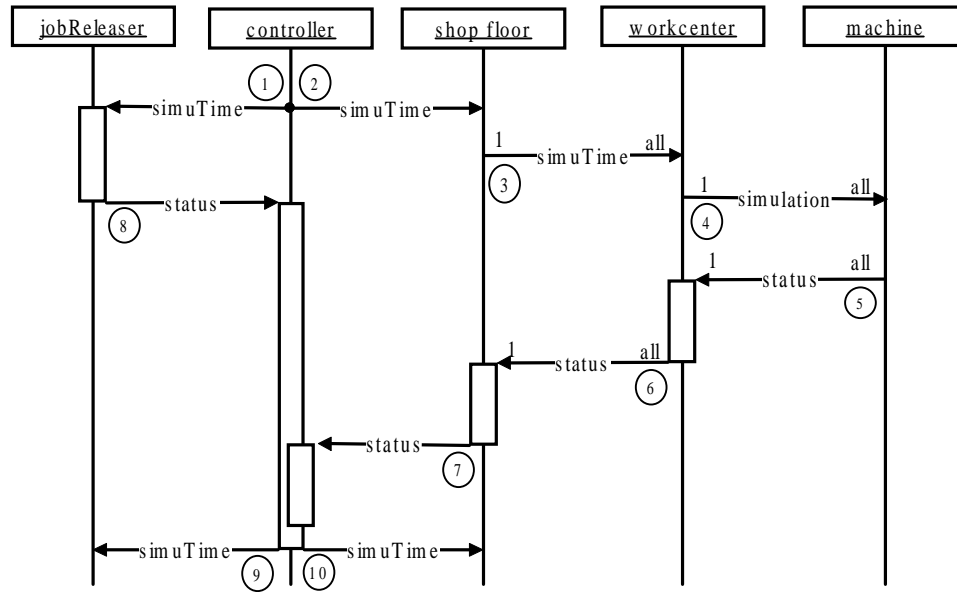 jobReleaser controller shop floor workcenter machine
1 2
simuTime simuTime
1 all
simuTime
3
1 all
simulation
4
status
8
1 all
status
5
1 all
status
6
status
7
simuTime simuTime
9 10